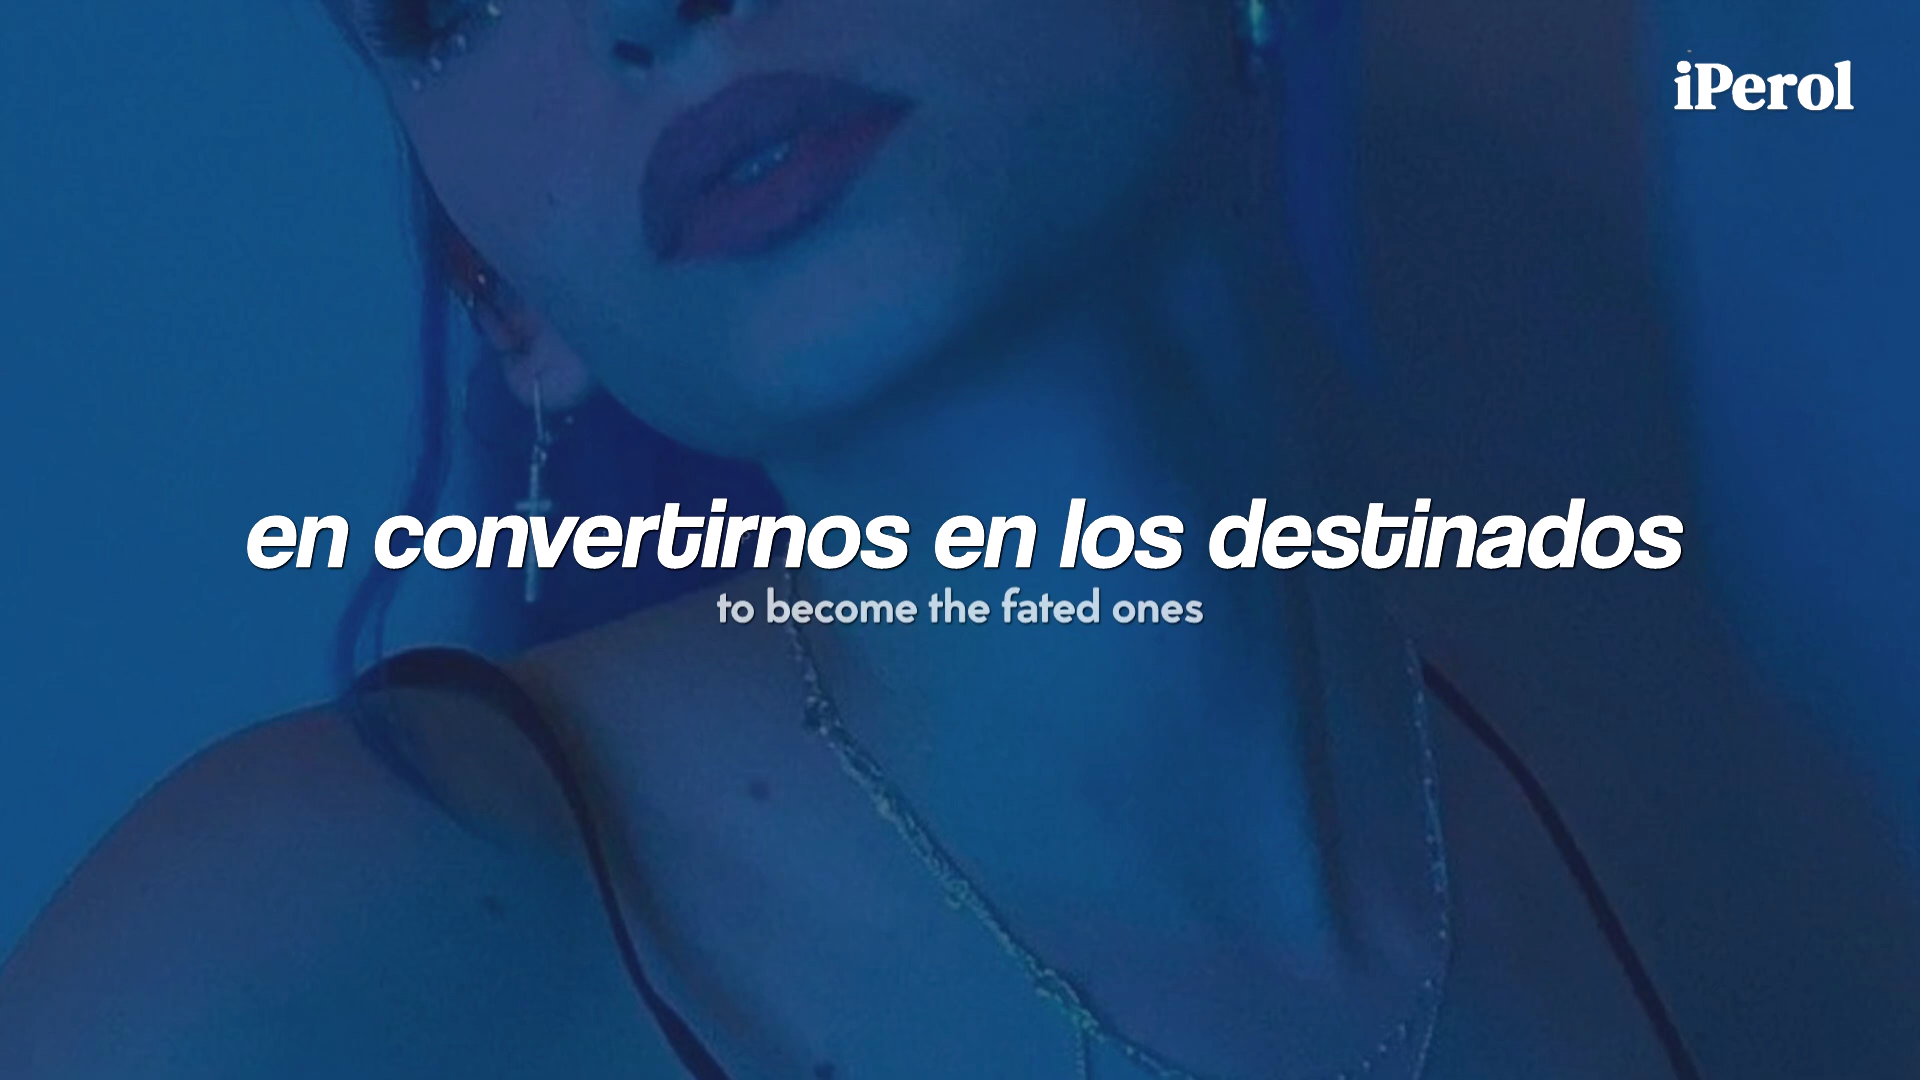 iPerol
en convertirnos en los destinados
to become the fated ones